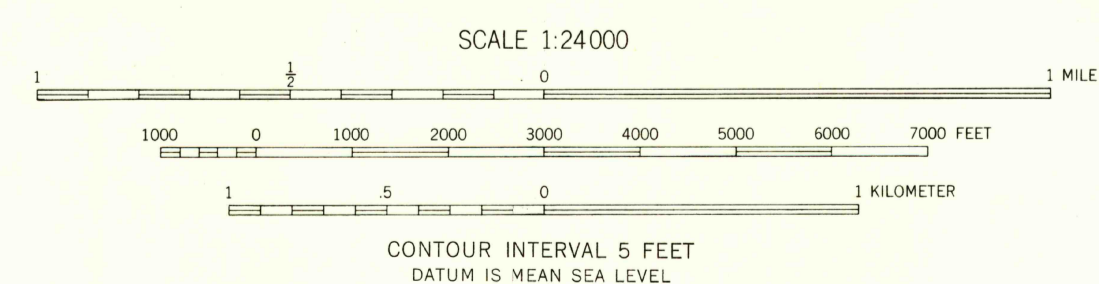 SCALE 1:24000
1 ½ 0 1 MILE
1000 0 1000 2000 3000 4000 5000 6000 7000 FEET
1 .5 0 1 KILOMETER
CONTOUR INTERVAL 5 FEET
DATUM IS MEAN SEA LEVEL